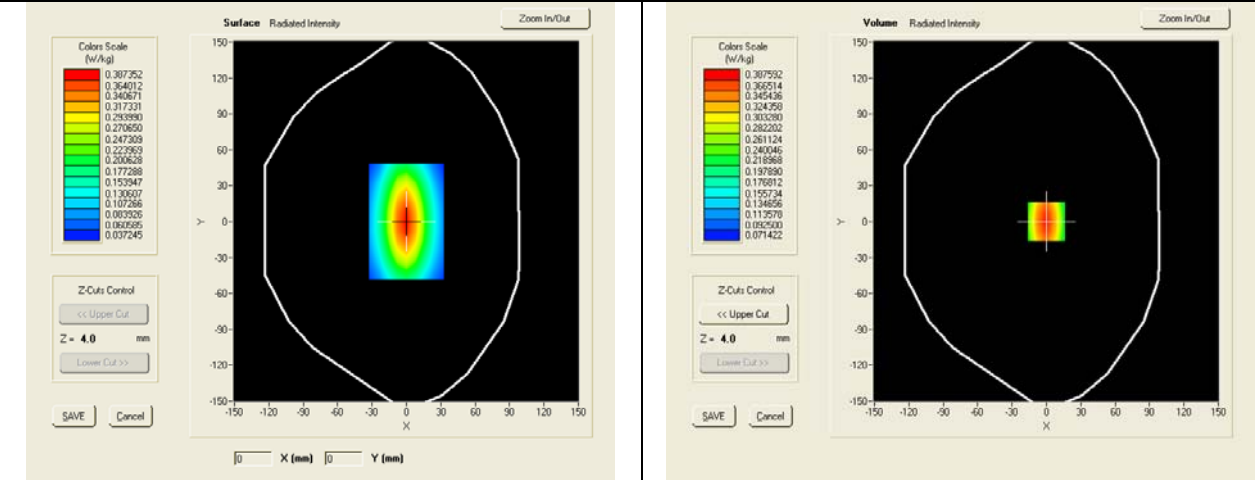 Surface Radiated Intensity
Zoom In/Out
Colors Scale
(W/kg)
0.387352
0.364012
0.340671
0.317331
0.293990
0.270650
0.247309
0.223969
0.200628
0.177288
0.153947
0.130607
0.107266
0.083926
0.060585
0.037245
150
120
90
60
30
0
-30
-60
-90
-120
-150
Y
-150 -120 -90 -60 -30 0 30 60 90 120 150
X
Z-Cuts Control
<< Upper Cut
Z = 4.0 mm
Lower Cut >>
SAVE Cancel
0 X (mm) 0 Y (mm)
Volume Radiated Intensity
Zoom In/Out
Colors Scale
(W/kg)
0.387592
0.366514
0.345436
0.324358
0.303280
0.282202
0.261124
0.240046
0.218968
0.197890
0.176812
0.155734
0.134656
0.113578
0.092500
0.071422
150
120
90
60
30
0
-30
-60
-90
-120
-150
Y
-150 -120 -90 -60 -30 0 30 60 90 120 150
X
Z-Cuts Control
<< Upper Cut
Z = 4.0 mm
Lower Cut >>
SAVE Cancel